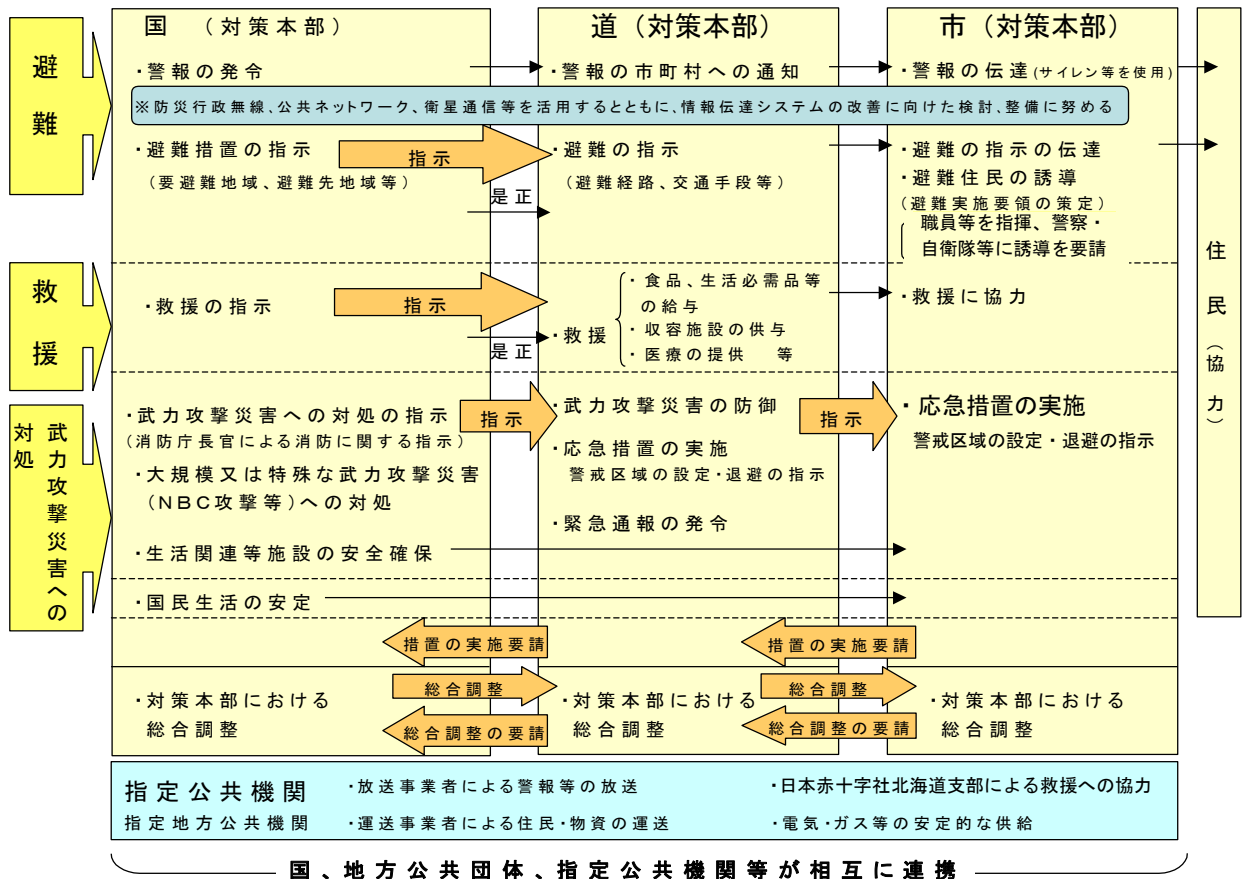 国 (対策本部)
道(対策本部)
市(対策本部)
避難
・警報の発令
・警報の市町村への通知
・警報の伝達(サイレン等を使用)
※防災行政無線、公共ネットワーク、衛星通信等を活用するとともに、情報伝達システムの改善に向けた検討、整備に努める
・避難措置の指示
(要避難地域、避難先地域等)
指示
是正
・避難の指示
(避難経路、交通手段等)
・避難の指示の伝達
・避難住民の誘導
(避難実施要領の策定)
職員等を指揮、警察・
自衛隊等に誘導を要請
住民(協力)
救援
・救援の指示
指示
是正
・救援
・食品、生活必需品等
の給与
・収容施設の供与
・医療の提供 等
・救援に協力
武力攻撃災害への
対処
・武力攻撃災害への対処の指示
(消防庁長官による消防に関する指示)
・大規模又は特殊な武力攻撃災害
(NBC攻撃等)への対処
・生活関連等施設の安全確保
指示
・武力攻撃災害の防御
・応急措置の実施
警戒区域の設定・退避の指示
・緊急通報の発令
指示
・応急措置の実施
警戒区域の設定・退避の指示
・国民生活の安定
措置の実施要請
措置の実施要請
・対策本部における
総合調整
総合調整
総合調整の要請
・対策本部における
総合調整
総合調整
総合調整の要請
・対策本部における
総合調整
指定公共機関
指定地方公共機関
・放送事業者による警報等の放送
・運送事業者による住民・物資の運送
・日本赤十字社北海道支部による救援への協力
・電気・ガス等の安定的な供給
国、地方公共団体、指定公共機関等が相互に連携